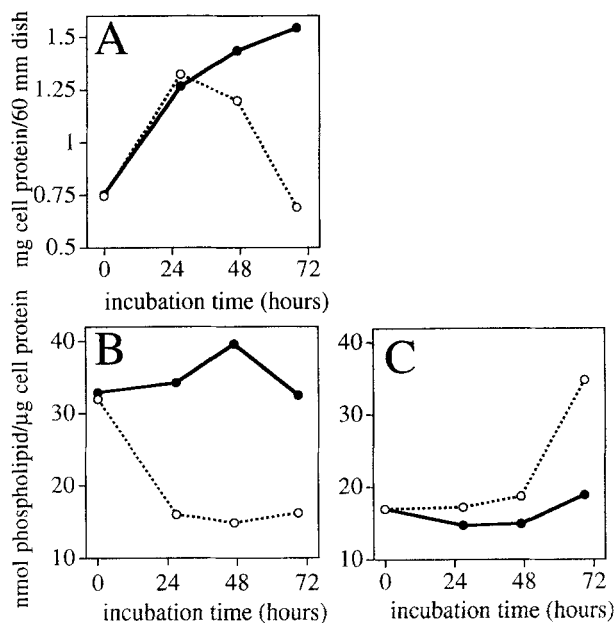 A
mg cell protein/60 mm dish
1.5
1.25
1
0.75
0.5
0 24 48 72
incubation time (hours)
B
nmol phospholipid/µg cell protein
40
30
20
10
0 24 48 72
incubation time (hours)
C
40
30
20
10
0 24 48 72
incubation time (hours)